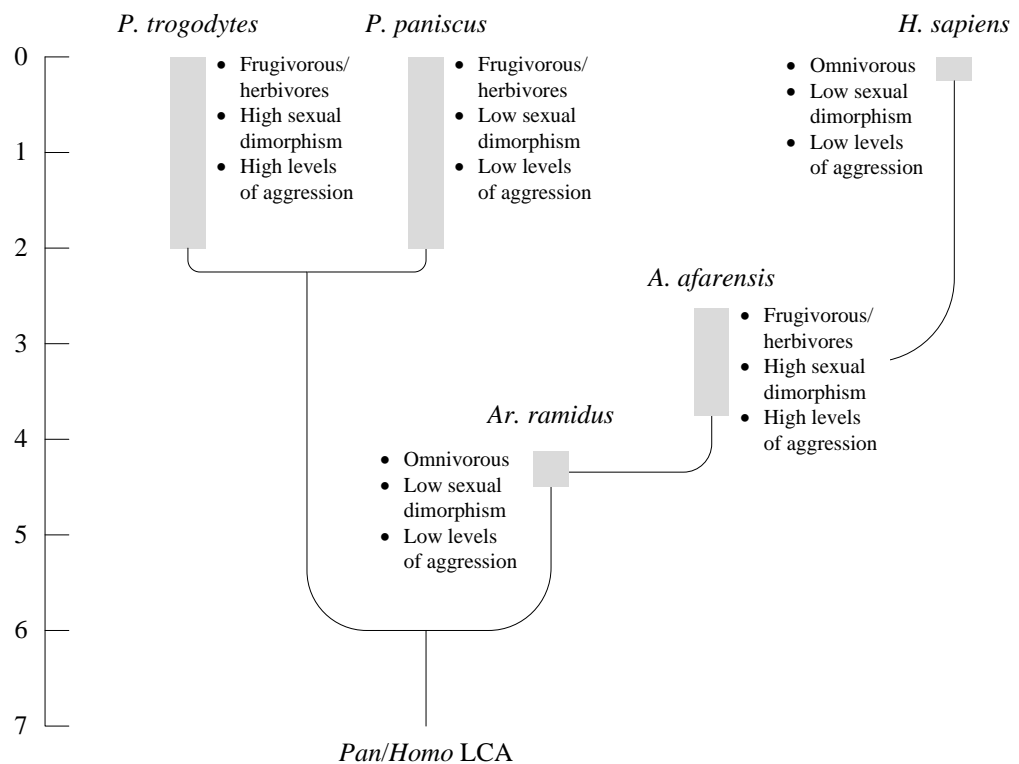 P. trogodytes
P. paniscus
H. sapiens
0
1
2
3
4
5
6
7
• Frugivorous/
herbivores
• High sexual
dimorphism
• High levels
of aggression
• Frugivorous/
herbivores
• Low sexual
dimorphism
• Low levels
of aggression
• Omnivorous
• Low sexual
dimorphism
• Low levels
of aggression
A. afarensis
• Frugivorous/
herbivores
• High sexual
dimorphism
• High levels
of aggression
Ar. ramidus
• Omnivorous
• Low sexual
dimorphism
• Low levels
of aggression
Pan/Homo LCA